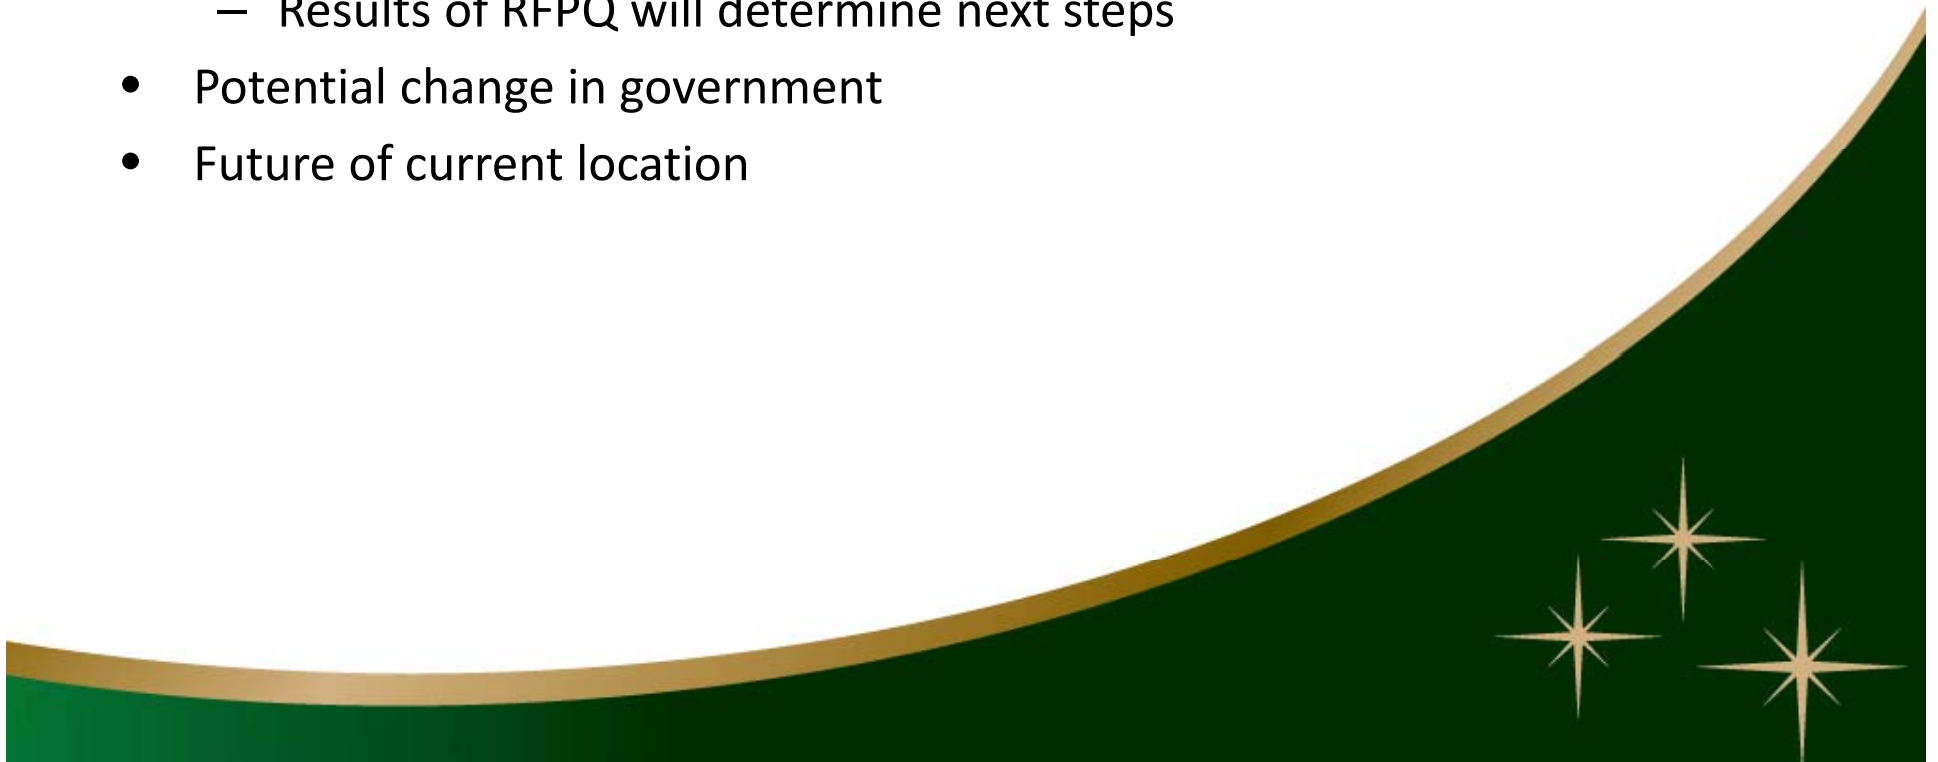 – Results of RFPQ will determine next steps
• Potential change in government
• Future of current location